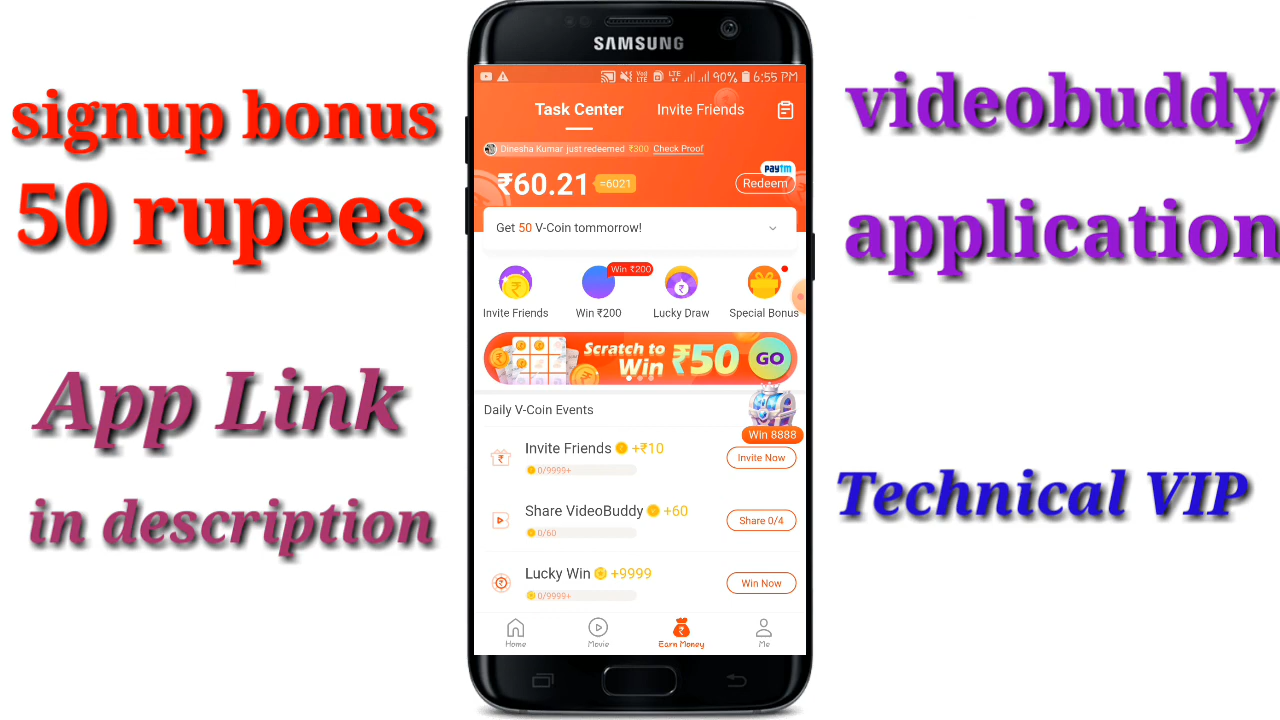 signup bonus
50 rupees
App Link
in description
SAMSUNG
LTE 90% 6:55 PM
Task Center Invite Friends
Dinesha Kumar just redeemed ₹300 Check Proof
₹60.21 ≈6021
paytm
Redeem
Get 50 V-Coin tommorrow!
Win ₹200
Invite Friends Win ₹200 Lucky Draw Special Bonus
Scratch to
Win ₹50 GO
Daily V-Coin Events
Win 8888
Invite Friends +₹10
0/9999+
Invite Now
Share VideoBuddy +60
0/60
Share 0/4
Lucky Win +9999
0/9999+
Win Now
Home Movie Earn Money Me
videobuddy
application
Technical VIP